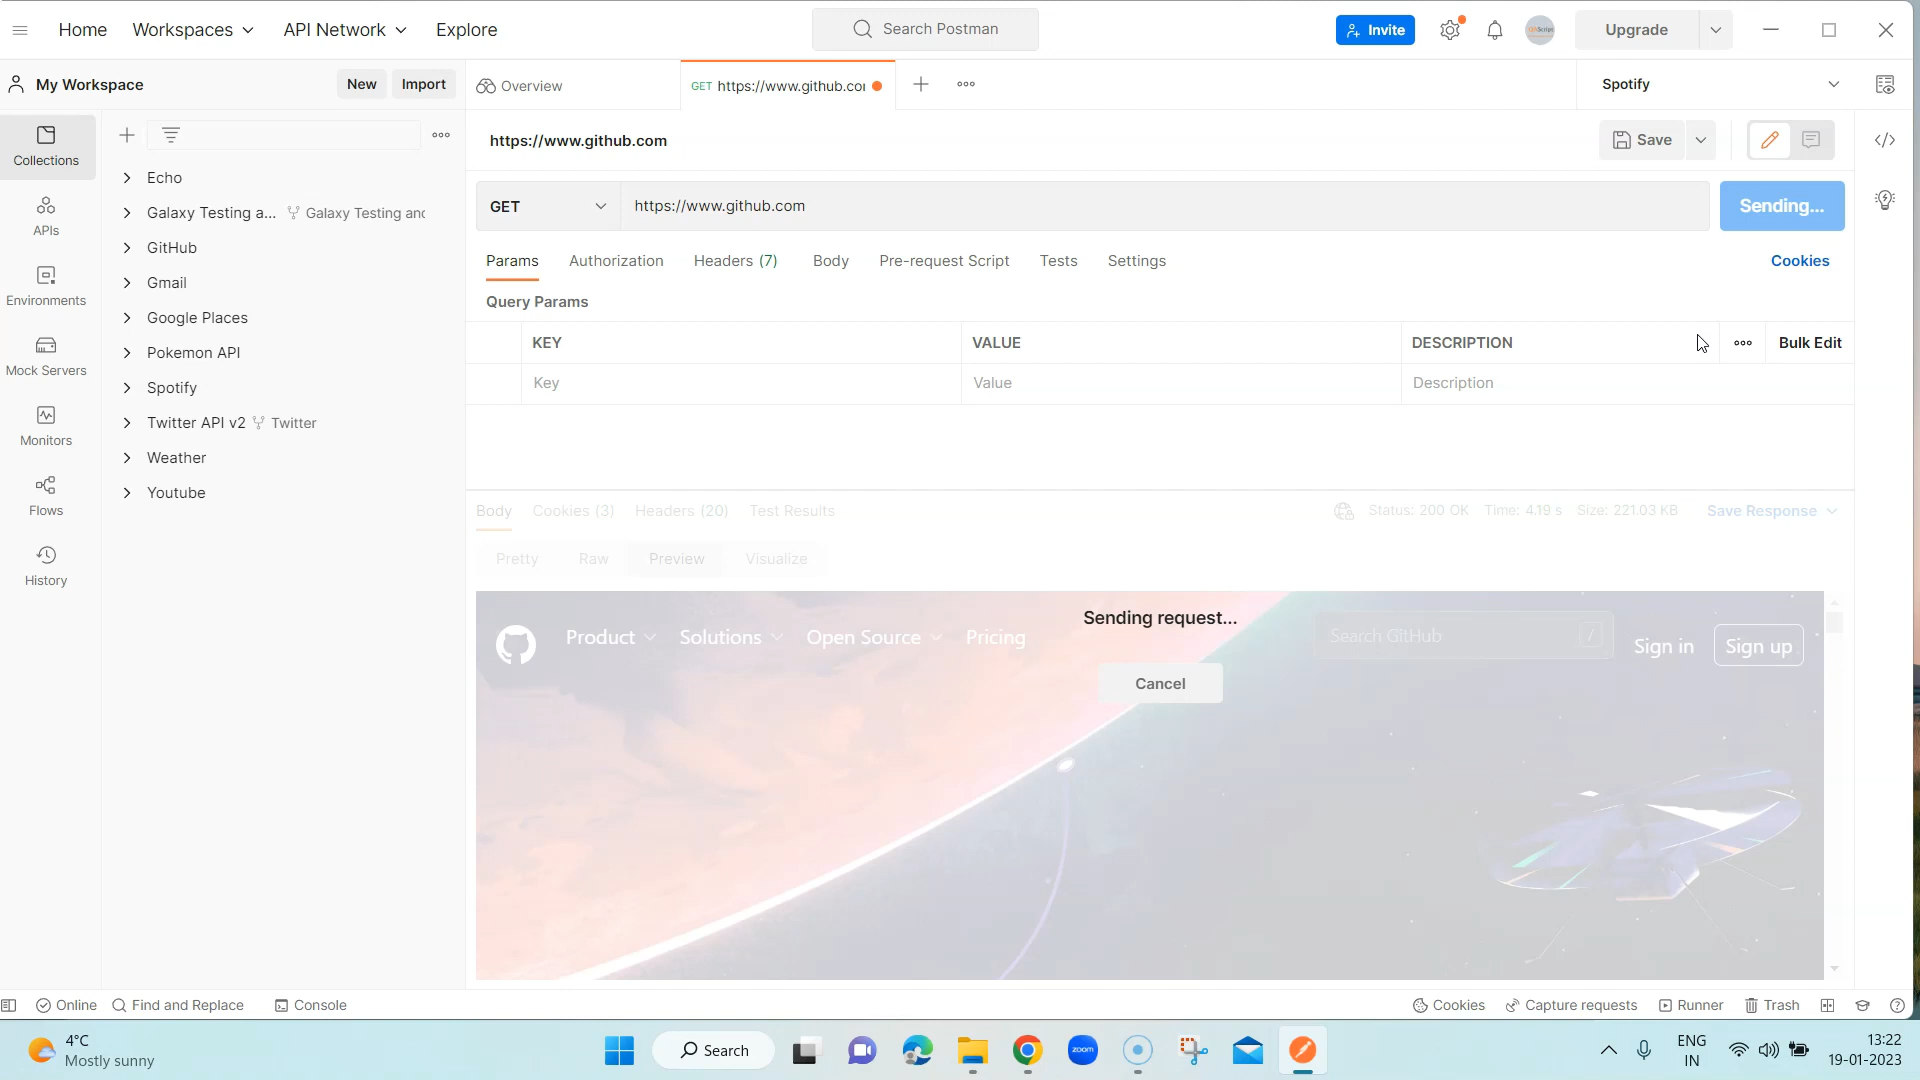 Home Workspaces API Network Explore Search Postman Invite Upgrade
My Workspace New Import Overview GET https://www.github.co Spotify
Collections
APIs
Environments
Mock Servers
Monitors
Flows
History
Echo
Galaxy Testing a... Galaxy Testing and
GitHub
Gmail
Google Places
Pokemon API
Spotify
Twitter API v2 Twitter
Weather
Youtube
https://www.github.com Save
GET https://www.github.com Sending...
Params Authorization Headers (7) Body Pre-request Script Tests Settings Cookies
Query Params
KEY VALUE DESCRIPTION Bulk Edit
Key Value Description
Body Cookies (3) Headers (20) Test Results Status: 200 OK Time: 4.19 s Size: 221.03 KB Save Response
Pretty Raw Preview Visualize
Sending request...
Product Solutions Open Source Pricing Search GitHub / Sign in Sign up
Cancel
Online Find and Replace Console Cookies Capture requests Runner Trash
4°C
Mostly sunny
Search
zoom
ENG
IN
13:22
19-01-2023